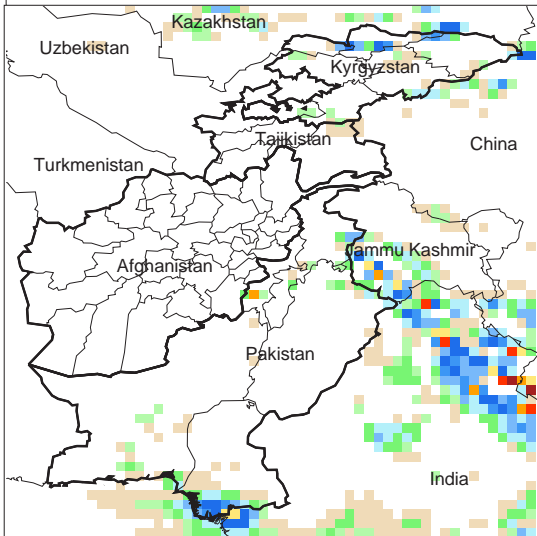 Kazakhstan
Uzbekistan
Kyrgyzstan
Tajikistan
China
Turkmenistan
Jammu Kashmir
Afghanistan
Pakistan
India